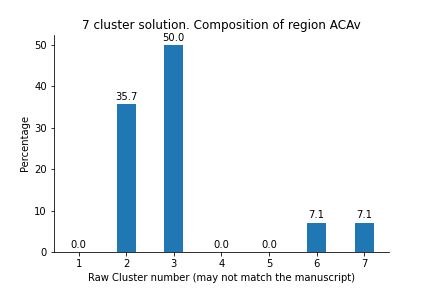 7 cluster solution. Composition of region ACAv
50.0
50
40
35.7
30
20
10
7.1 7.1
0.0 0.0 0.0
0
1 2 3 4 5 6 7
Percentage
Raw Cluster number (may not match the manuscript)